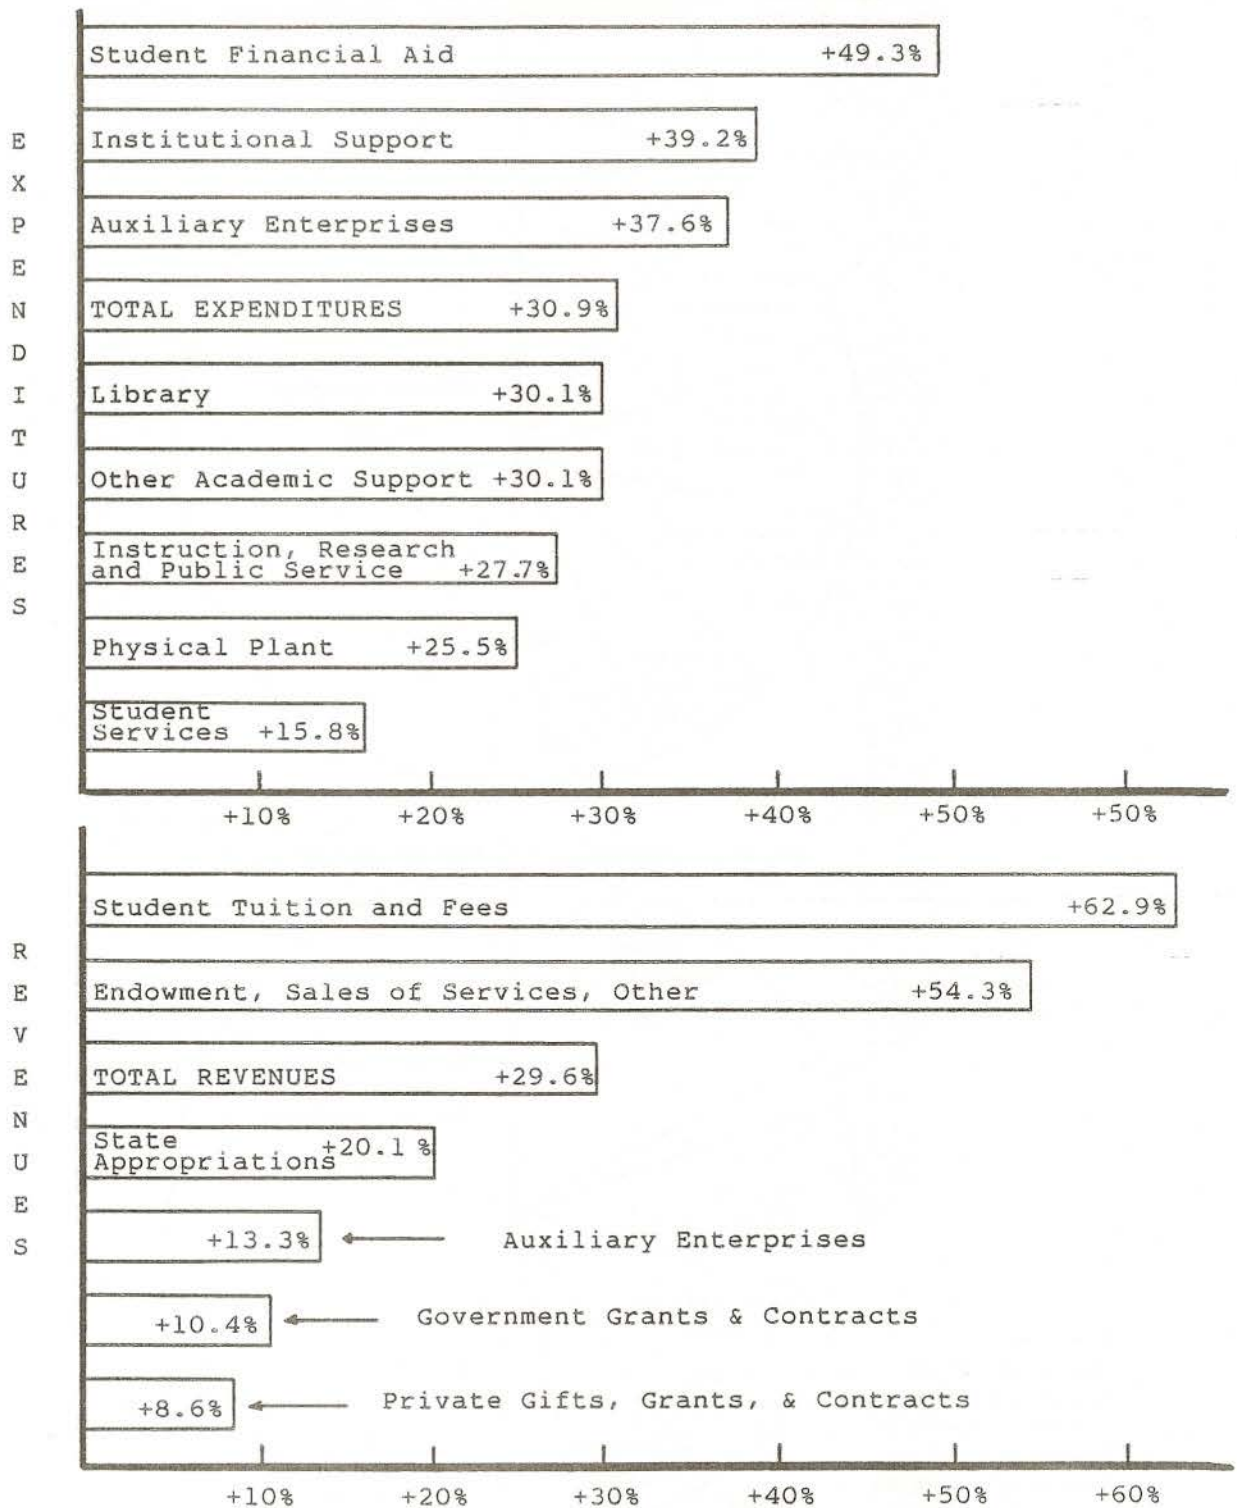 EXPENDITURES
Student Financial Aid +49.3%
Institutional Support +39.2%
Auxiliary Enterprises +37.6%
TOTAL EXPENDITURES +30.9%
Library +30.1%
Other Academic Support +30.1%
Instruction, Research
and Public Service +27.7%
Physical Plant +25.5%
Student
Services +15.8%
+10% +20% +30% +40% +50% +50%
REVENUES
Student Tuition and Fees +62.9%
Endowment, Sales of Services, Other +54.3%
TOTAL REVENUES +29.6%
State
Appropriations +20.1 %
+13.3% Auxiliary Enterprises
+10.4% Government Grants & Contracts
+8.6% Private Gifts, Grants, & Contracts
+10% +20% +30% +40% +50% +60%